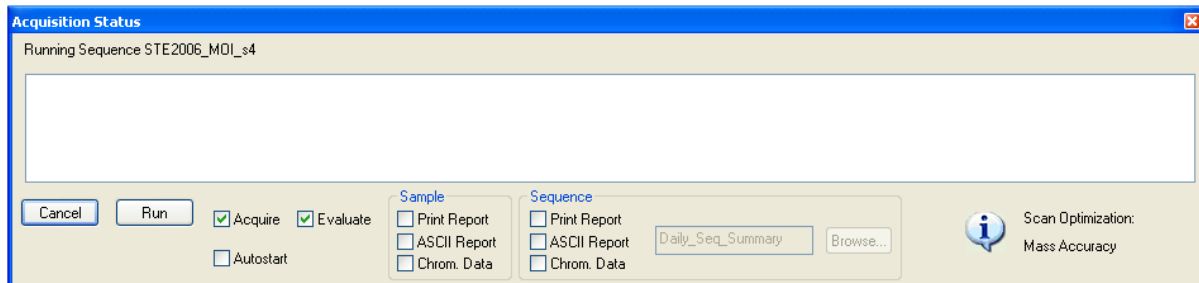 Acquisition Status
Running Sequence STE2006_MOI_s4
Cancel
Run
Acquire
Evaluate
Autostart
Sample
Print Report
ASCII Report
Chrom. Data
Sequence
Print Report
ASCII Report
Chrom. Data
Daily_Seq_Summary
Browse...
Scan Optimization:
Mass Accuracy